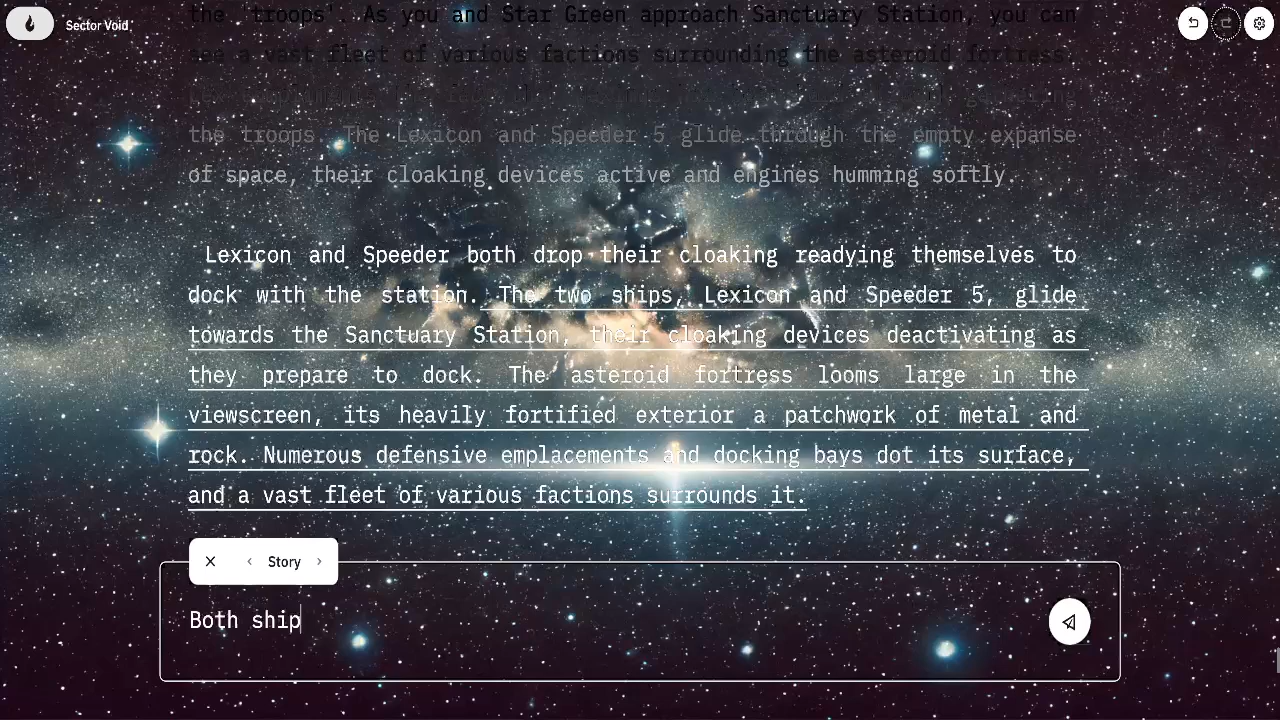 the 'troops'. As you and Star Green approach Sanctuary Station, you can
Sector Void
see a vast fleet of various factions surrounding the asteroid fortress.
the troops. The Lexicon and Speeder 5 glide through the empty expanse
of space, their cloaking devices active and engines humming softly.
Lexicon and Speeder both drop their cloaking readying themselves to
dock with the station. The two ships, Lexicon and Speeder 5, glide
towards the Sanctuary Station, their cloaking devices deactivating as
they prepare to dock. The asteroid fortress looms large in the
viewscreen, its heavily fortified exterior a patchwork of metal and
rock. Numerous defensive emplacements and docking bays dot its surface,
and a vast fleet of various factions surrounds it.
Story
Both ship